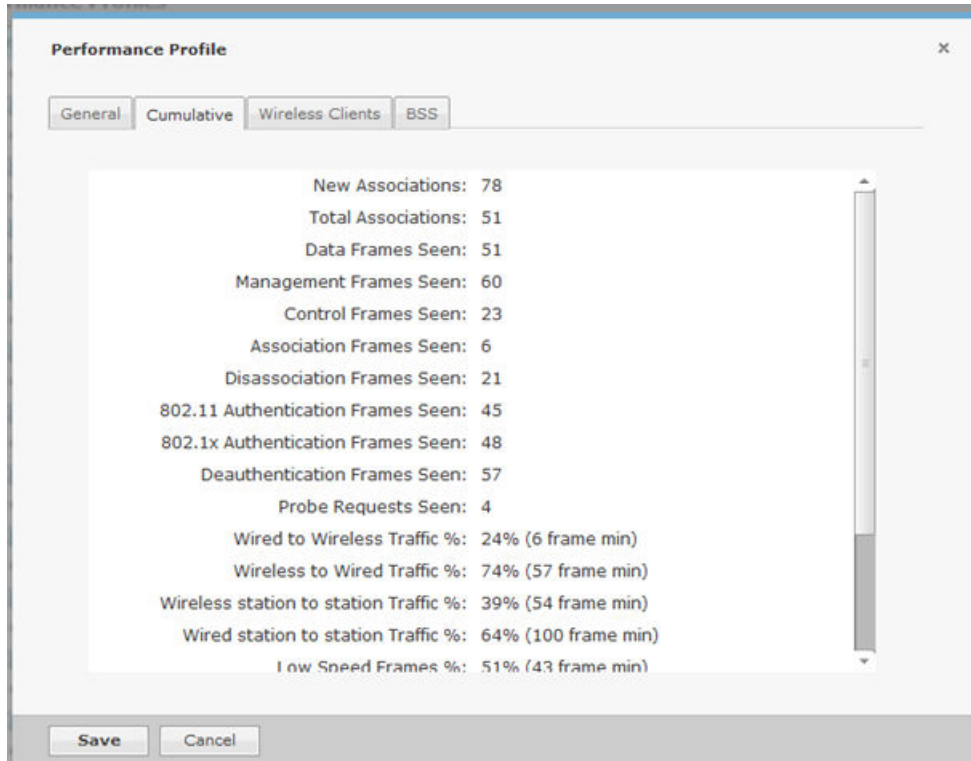 Performance Profile ×
General Cumulative Wireless Clients BSS
New Associations: 78
Total Associations: 51
Data Frames Seen: 51
Management Frames Seen: 60
Control Frames Seen: 23
Association Frames Seen: 6
Disassociation Frames Seen: 21
802.11 Authentication Frames Seen: 45
802.1x Authentication Frames Seen: 48
Deauthentication Frames Seen: 57
Probe Requests Seen: 4
Wired to Wireless Traffic %: 24% (6 frame min)
Wireless to Wired Traffic %: 74% (57 frame min)
Wireless station to station Traffic %: 39% (54 frame min)
Wired station to station Traffic %: 64% (100 frame min)
Low Speed Frames %: 51% (43 frame min)
Save Cancel